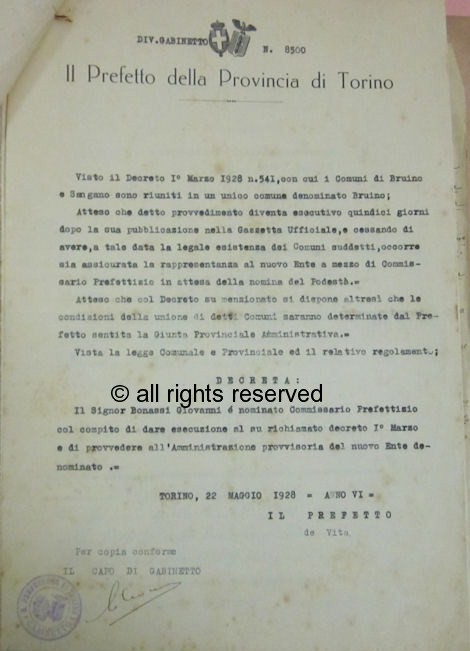 DIV.GABINETTO N. 8500
Il Prefetto della Provincia di Torino
Visto il Decreto I° Marzo 1928 n.541,con cui i Comuni di Bruino
e Sangano sono riuniti in un unico comune denominato Bruino;
Atteso che detto provvedimento diventa esecutivo quindici giorni
dopo la sua pubblicazione nella Gazzetta Ufficiale,e cessando di
avere,a tale data la legale esistenza dei Comuni suddetti,occorre
sia assicurata la rappresentanza al nuovo Ente a mezzo di Commis-
sario Prefettizio in attesa della nomina del Podestà.=
Atteso che col Decreto su menzionato si dispone altresì che le
condizioni della unione di detti Comuni saranno determinate dal Pre-
fetto sentita la Giunta Provinciale Amministrativa.=
Vista la legge Comunale e Provinciale ed il relativo regolamento;
D E C R E T A :
© all rights reserved
Il Signor Bonassi Giovanni é nominato Commissario Prefettizio
col compito di dare esecuzione al su richiamato decreto I° Marzo
e di provvedere all'Amministrazione provvisoria del nuovo Ente de-
nominato .=
TORINO, 22 MAGGIO 1928 = ANNO VI =
IL PREFETTO
de Vita
Per copia conforme
IL CAPO DI GABINETTO